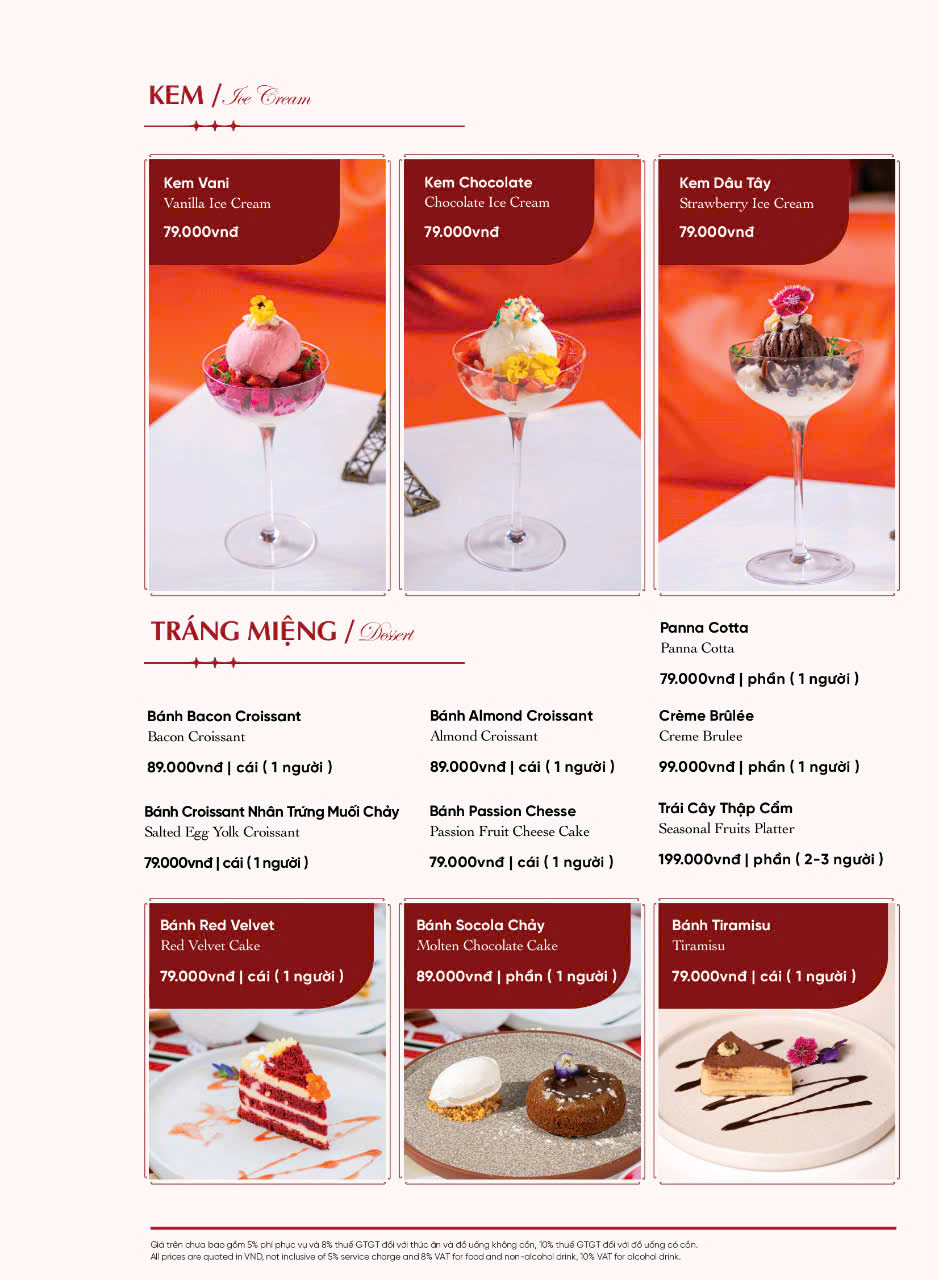 KEM / Ice Cream
Kem Vani
Vanilla Ice Cream
79.000vnđ
Kem Chocolate
Chocolate Ice Cream
79.000vnđ
Kem Dâu Tây
Strawberry Ice Cream
79.000vnđ
TRÁNG MIỆNG / Dessert
Panna Cotta
Panna Cotta
79.000vnđ | phần ( 1 người )
Bánh Bacon Croissant
Bacon Croissant
89.000vnđ | cái ( 1 người )
Bánh Almond Croissant
Almond Croissant
89.000vnđ | cái ( 1 người )
Crème Brûlée
Creme Brulee
99.000vnđ | phần ( 1 người )
Bánh Croissant Nhân Trứng Muối Chảy
Salted Egg Yolk Croissant
79.000vnđ | cái ( 1 người )
Bánh Passion Chesse
Passion Fruit Cheese Cake
79.000vnđ | cái ( 1 người )
Trái Cây Thập Cẩm
Seasonal Fruits Platter
199.000vnđ | phần ( 2-3 người )
Bánh Red Velvet
Red Velvet Cake
79.000vnđ | cái ( 1 người )
Bánh Socola Chảy
Molten Chocolate Cake
89.000vnđ | phần ( 1 người )
Bánh Tiramisu
Tiramisu
79.000vnđ | cái ( 1 người )
Giá trên chưa bao gồm 5% phí phục vụ và 8% thuế GTGT đối với thức ăn và đồ uống không cồn, 10% thuế GTGT đối với đồ uống có cồn.
All prices are quoted in VND, not inclusive of 5% service charge and 8% VAT for food and non-alcohol drink, 10% VAT for alcohol drink.